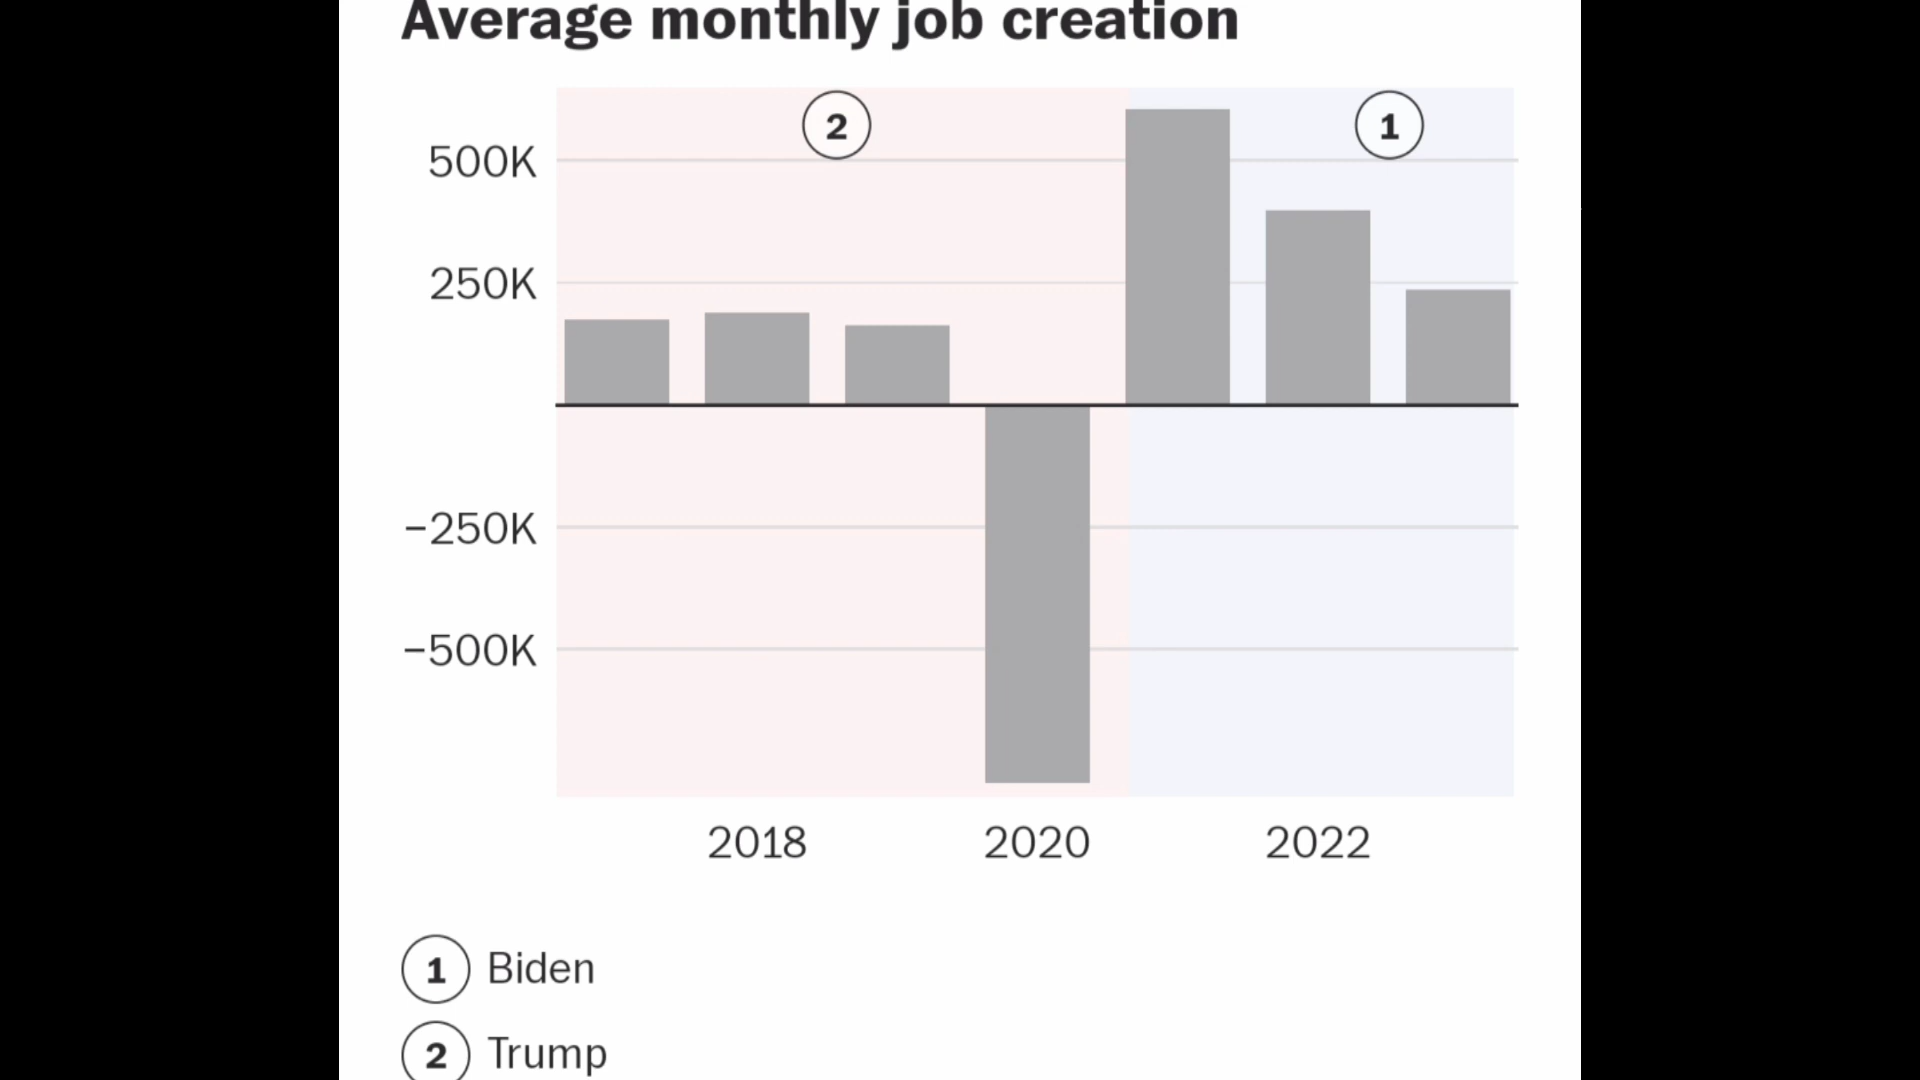 Average monthly job creation
2
1
500K
250K
−250K
−500K
2018
2020
2022
1 Biden
2 Trump